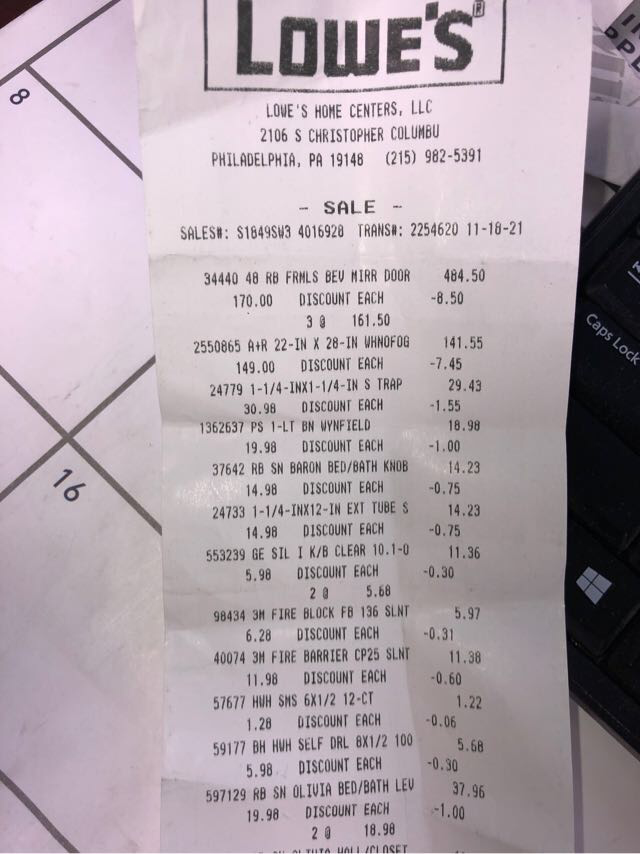 LOWE'S®
LOWE'S HOME CENTERS, LLC
2106 S CHRISTOPHER COLUMBU
PHILADELPHIA, PA 19148 (215) 982-5391
- SALE -
SALES#: S1849SW3 4016928 TRANS#: 2254620 11-18-21
34440 48 RB FRMLS BEV MIRR DOOR 484.50
170.00 DISCOUNT EACH -8.50
3 @ 161.50
2550865 A+R 22-IN X 28-IN WHNOFOG 141.55
149.00 DISCOUNT EACH -7.45
24779 1-1/4-INX1-1/4-IN S TRAP 29.43
30.98 DISCOUNT EACH -1.55
1362637 PS 1-LT BN WYNFIELD 18.98
19.98 DISCOUNT EACH -1.00
37642 RB SN BARON BED/BATH KNOB 14.23
14.98 DISCOUNT EACH -0.75
24733 1-1/4-INX12-IN EXT TUBE S 14.23
14.98 DISCOUNT EACH -0.75
553239 GE SIL I K/B CLEAR 10.1-O 11.36
5.98 DISCOUNT EACH -0.30
2 @ 5.68
98434 3M FIRE BLOCK FB 136 SLNT 5.97
6.28 DISCOUNT EACH -0.31
40074 3M FIRE BARRIER CP25 SLNT 11.38
11.98 DISCOUNT EACH -0.60
57677 HWH SMS 6X1/2 12-CT 1.22
1.28 DISCOUNT EACH -0.06
59177 BH HWH SELF DRL 8X1/2 100 5.68
5.98 DISCOUNT EACH -0.30
597129 RB SN OLIVIA BED/BATH LEV 37.96
19.98 DISCOUNT EACH -1.00
2 @ 18.98
OLIVIA HALL/CLOSET
8
16
Caps Lock